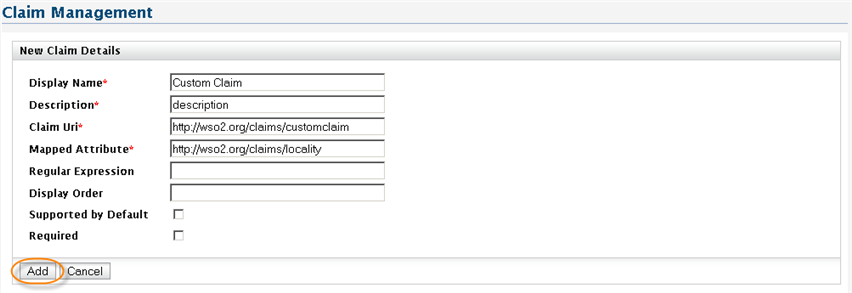 Claim Management
New Claim Details
Display Name* Custom Claim
Description* description
Claim Uri* http://wso2.org/claims/customclaim
Mapped Attribute* http://wso2.org/claims/locality
Regular Expression
Display Order
Supported by Default
Required
Add Cancel